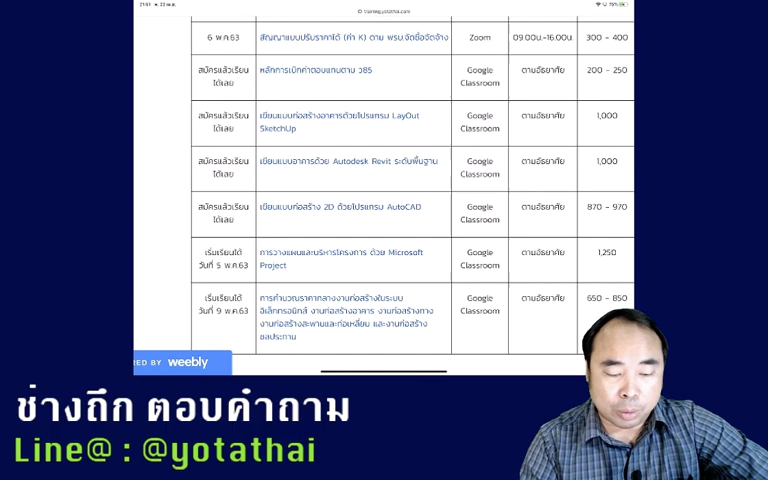 21:51 พ. 22 พ.ค.
training.yotathai.com
75%
6 พ.ค.63 สัญญาแบบปรับราคาได้ (ค่า K) ตาม พรบ.จัดซื้อจัดจ้าง Zoom 09.00น.-16.00น. 300 - 400
สมัครแล้วเรียน หลักการเบิกค่าตอบแทนตาม ว85 Google ตามอัธยาศัย 200 - 250
ได้เลย Classroom
สมัครแล้วเรียน เขียนแบบก่อสร้างอาคารด้วยโปรแกรม LayOut Google ตามอัธยาศัย 1,000
ได้เลย SketchUp Classroom
สมัครแล้วเรียน เขียนแบบอาคารด้วย Autodesk Revit ระดับพื้นฐาน Google ตามอัธยาศัย 1,000
ได้เลย Classroom
สมัครแล้วเรียน เขียนแบบก่อสร้าง 2D ด้วยโปรแกรม AutoCAD Google ตามอัธยาศัย 870 - 970
ได้เลย Classroom
เริ่มเรียนได้ การวางแผนและบริหารโครงการ ด้วย Microsoft Google ตามอัธยาศัย 1,250
วันที่ 5 พ.ค.63 Project Classroom
เริ่มเรียนได้ การคำนวณราคากลางงานก่อสร้างในระบบ Google ตามอัธยาศัย 650 - 850
วันที่ 9 พ.ค.63 อิเล็กทรอนิกส์ งานก่อสร้างอาคาร งานก่อสร้างทาง Classroom
งานก่อสร้างสะพานและท่อเหลี่ยม และงานก่อสร้าง
ชลประทาน
RED BY weebly
ช่างถึก ตอบคำถาม
Line@ : @yotathai